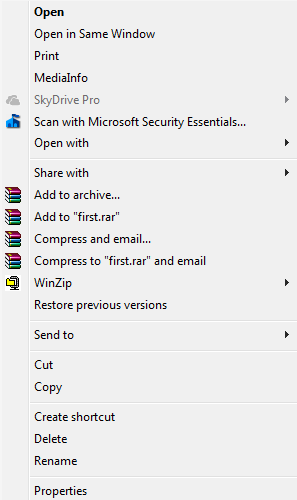 Open
Open in Same Window
Print
MediaInfo
SkyDrive Pro
Scan with Microsoft Security Essentials...
Open with
Share with
Add to archive...
Add to "first.rar"
Compress and email...
Compress to "first.rar" and email
WinZip
Restore previous versions
Send to
Cut
Copy
Create shortcut
Delete
Rename
Properties